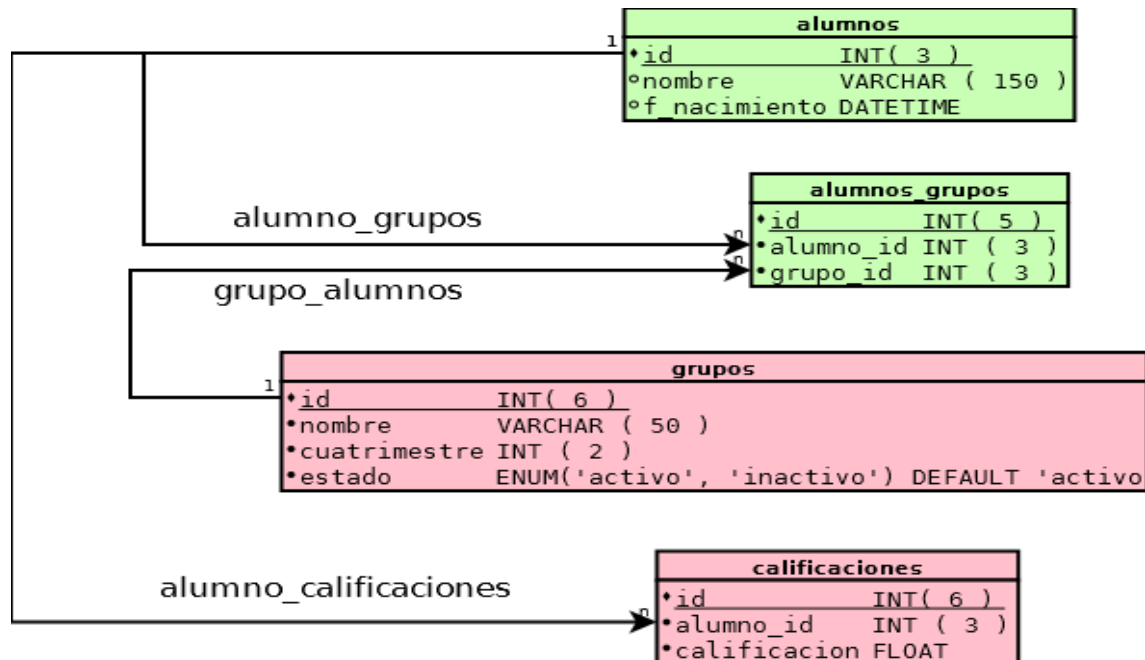 alumnos
1
id INT( 3 )
nombre VARCHAR ( 150 )
f_nacimiento DATETIME
alumnos_grupos
alumno_grupos
id INT( 5 )
n
alumno_id INT ( 3 )
n
grupo_id INT ( 3 )
grupo_alumnos
grupos
1
id INT( 6 )
nombre VARCHAR ( 50 )
cuatrimestre INT ( 2 )
estado ENUM('activo', 'inactivo') DEFAULT 'activo
calificaciones
alumno_calificaciones
id INT( 6 )
n
alumno_id INT ( 3 )
calificacion FLOAT